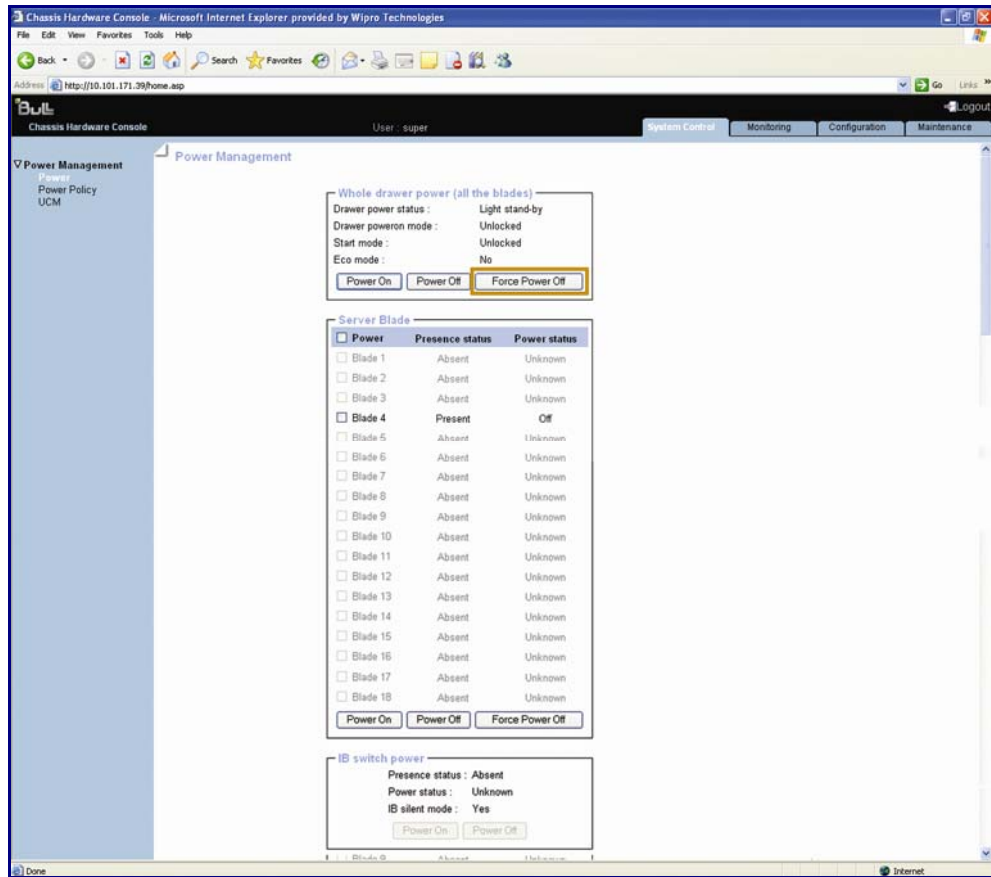 Chassis Hardware Console - Microsoft Internet Explorer provided by Wipro Technologies
File Edit View Favorites Tools Help
Back Search Favorites
Address http://10.101.171.39/home.asp Go Links »
Bull Logout
Chassis Hardware Console User : super System Control Monitoring Configuration Maintenance
Power Management
Power
Power Policy
UCM
Power Management
Whole drawer power (all the blades)
Drawer power status : Light stand-by
Drawer poweron mode : Unlocked
Start mode : Unlocked
Eco mode : No
Power On Power Off Force Power Off
Server Blade
Power Presence status Power status
Blade 1 Absent Unknown
Blade 2 Absent Unknown
Blade 3 Absent Unknown
Blade 4 Present Off
Blade 5 Absent Unknown
Blade 6 Absent Unknown
Blade 7 Absent Unknown
Blade 8 Absent Unknown
Blade 9 Absent Unknown
Blade 10 Absent Unknown
Blade 11 Absent Unknown
Blade 12 Absent Unknown
Blade 13 Absent Unknown
Blade 14 Absent Unknown
Blade 15 Absent Unknown
Blade 16 Absent Unknown
Blade 17 Absent Unknown
Blade 18 Absent Unknown
Power On Power Off Force Power Off
IB switch power
Presence status : Absent
Power status : Unknown
IB silent mode : Yes
Power On Power Off
Blade 9 Absent Unknown
Done Internet